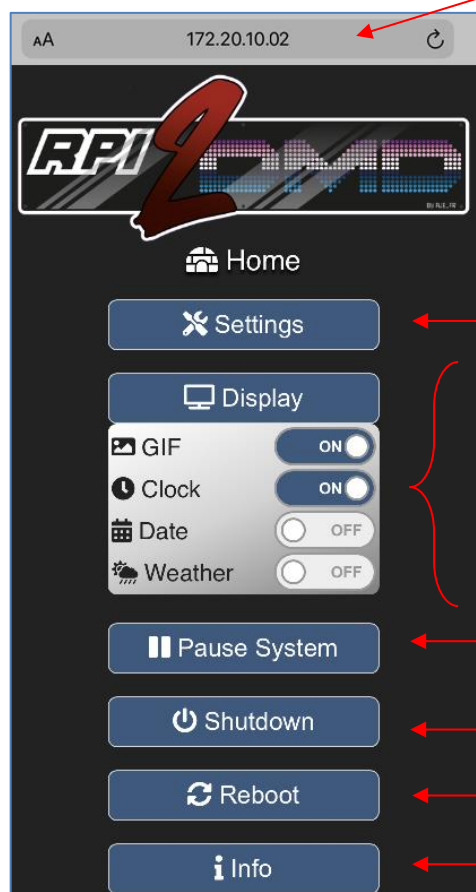 AA 172.20.10.02
RPI 2 DMD
Home
Settings
Display
GIF ON
Clock ON
Date OFF
Weather OFF
Pause System
Shutdown
Reboot
Info